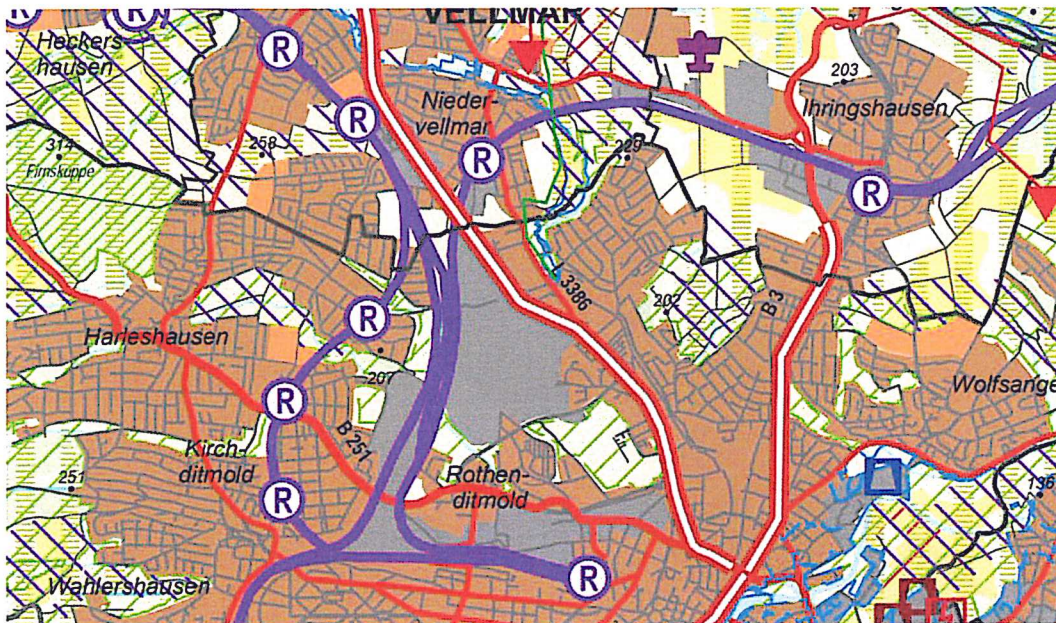 VELLMAR
R
R
Heckers-
hausen
R
203
Ihringshausen
Nieder-
vellmar
R
R
258
314
Firnskuppe
229
R
3386
202
B 3
R
Harleshausen
207
Wolfsange
R
B 251
Kirch-
ditmold
Rothen-
ditmold
251
R
136
R
Wahlershausen